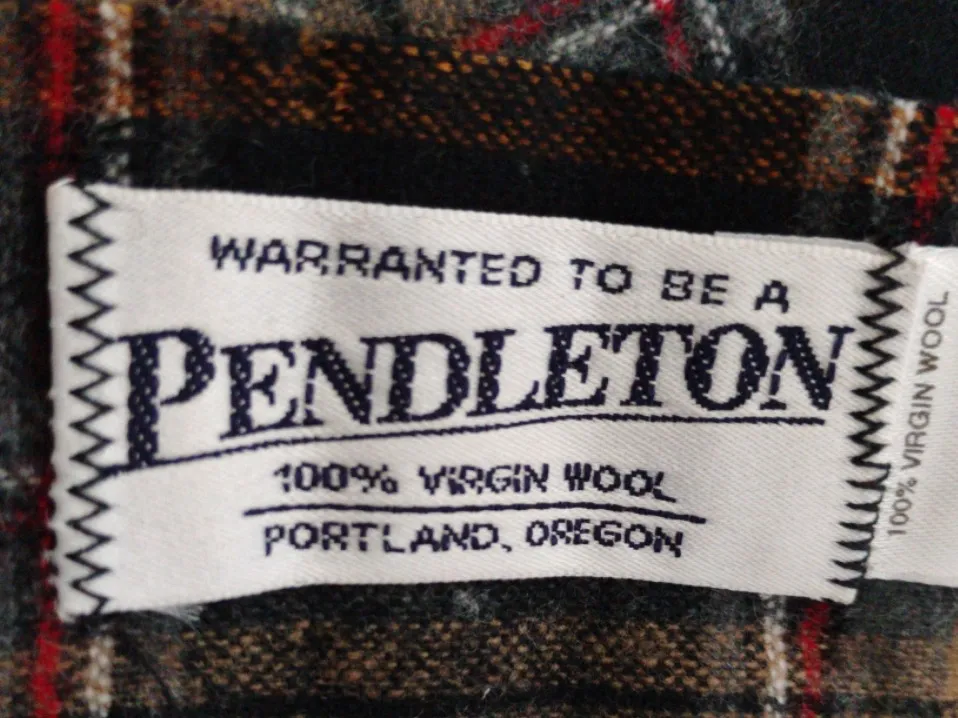 WARRANTED TO BE A
PENDLETON
100% VIRGIN WOOL
PORTLAND, OREGON
100% VIRGIN WOOL